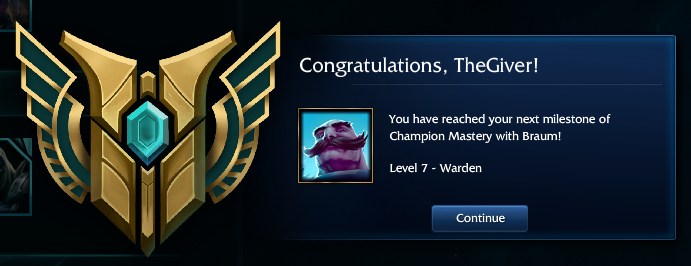 Congratulations, TheGiver!
You have reached your next milestone of
Champion Mastery with Braum!
Level 7 - Warden
Continue